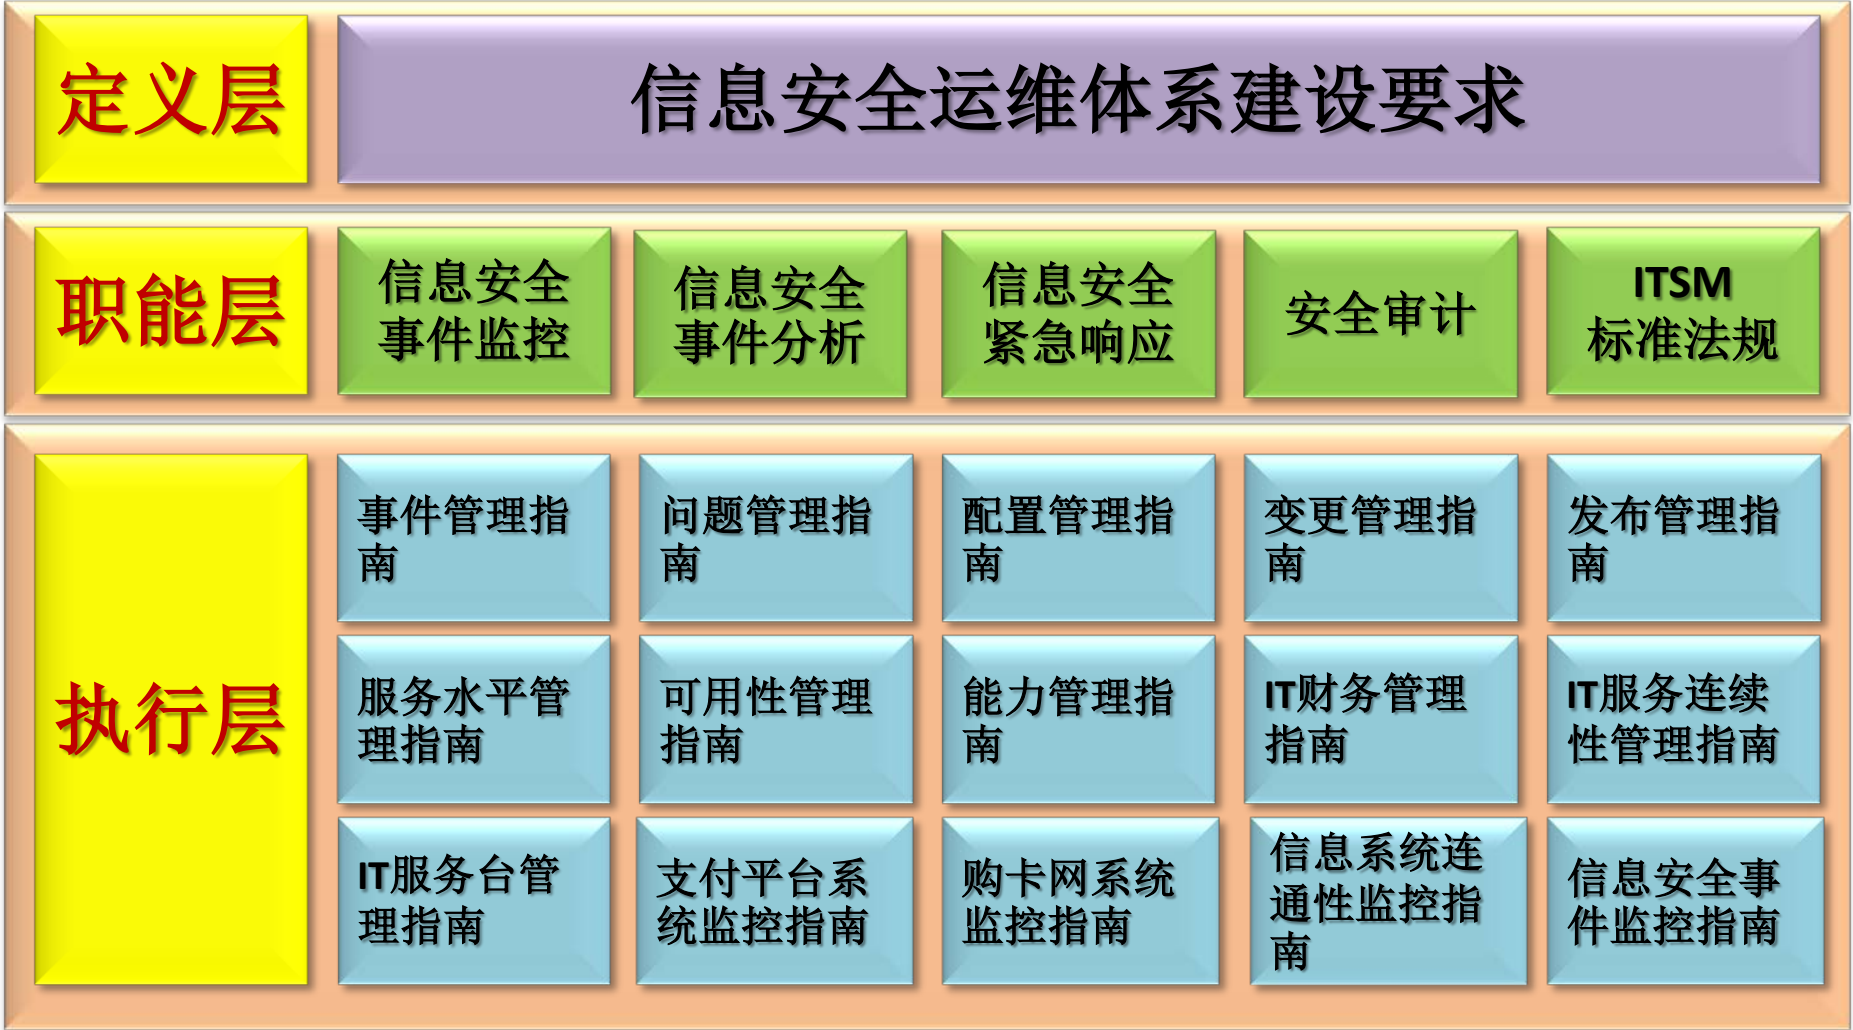 定义层
信息安全运维体系建设要求
职能层
信息安全
事件监控
信息安全
事件分析
信息安全
紧急响应
安全审计
ITSM
标准法规
执行层
事件管理指
南
问题管理指
南
配置管理指
南
变更管理指
南
发布管理指
南
服务水平管
理指南
可用性管理
指南
能力管理指
南
IT财务管理
指南
IT服务连续
性管理指南
IT服务台管
理指南
支付平台系
统监控指南
购卡网系统
监控指南
信息系统连
通性监控指
南
信息安全事
件监控指南